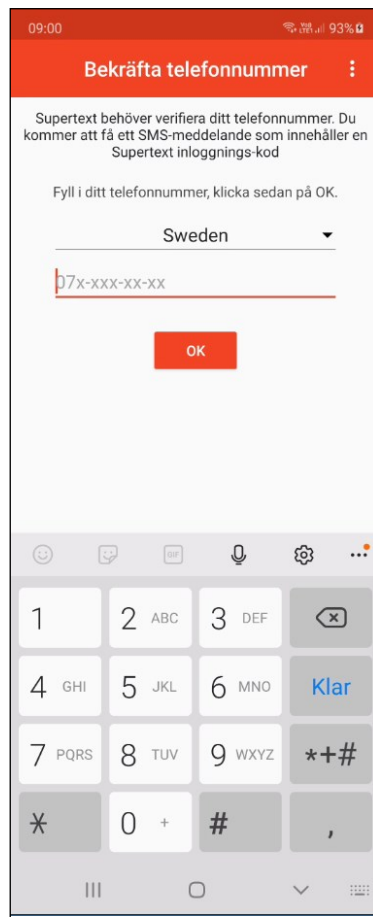 09:00 93%
Bekräfta telefonnummer
Supertext behöver verifiera ditt telefonnummer. Du
kommer att få ett SMS-meddelande som innehåller en
Supertext inloggnings-kod
Fyll i ditt telefonnummer, klicka sedan på OK.
Sweden
07x-xxx-xx-xx
OK
GIF
1 2 ABC 3 DEF
4 GHI 5 JKL 6 MNO Klar
7 PQRS 8 TUV 9 WXYZ *+#
* 0 + # ,